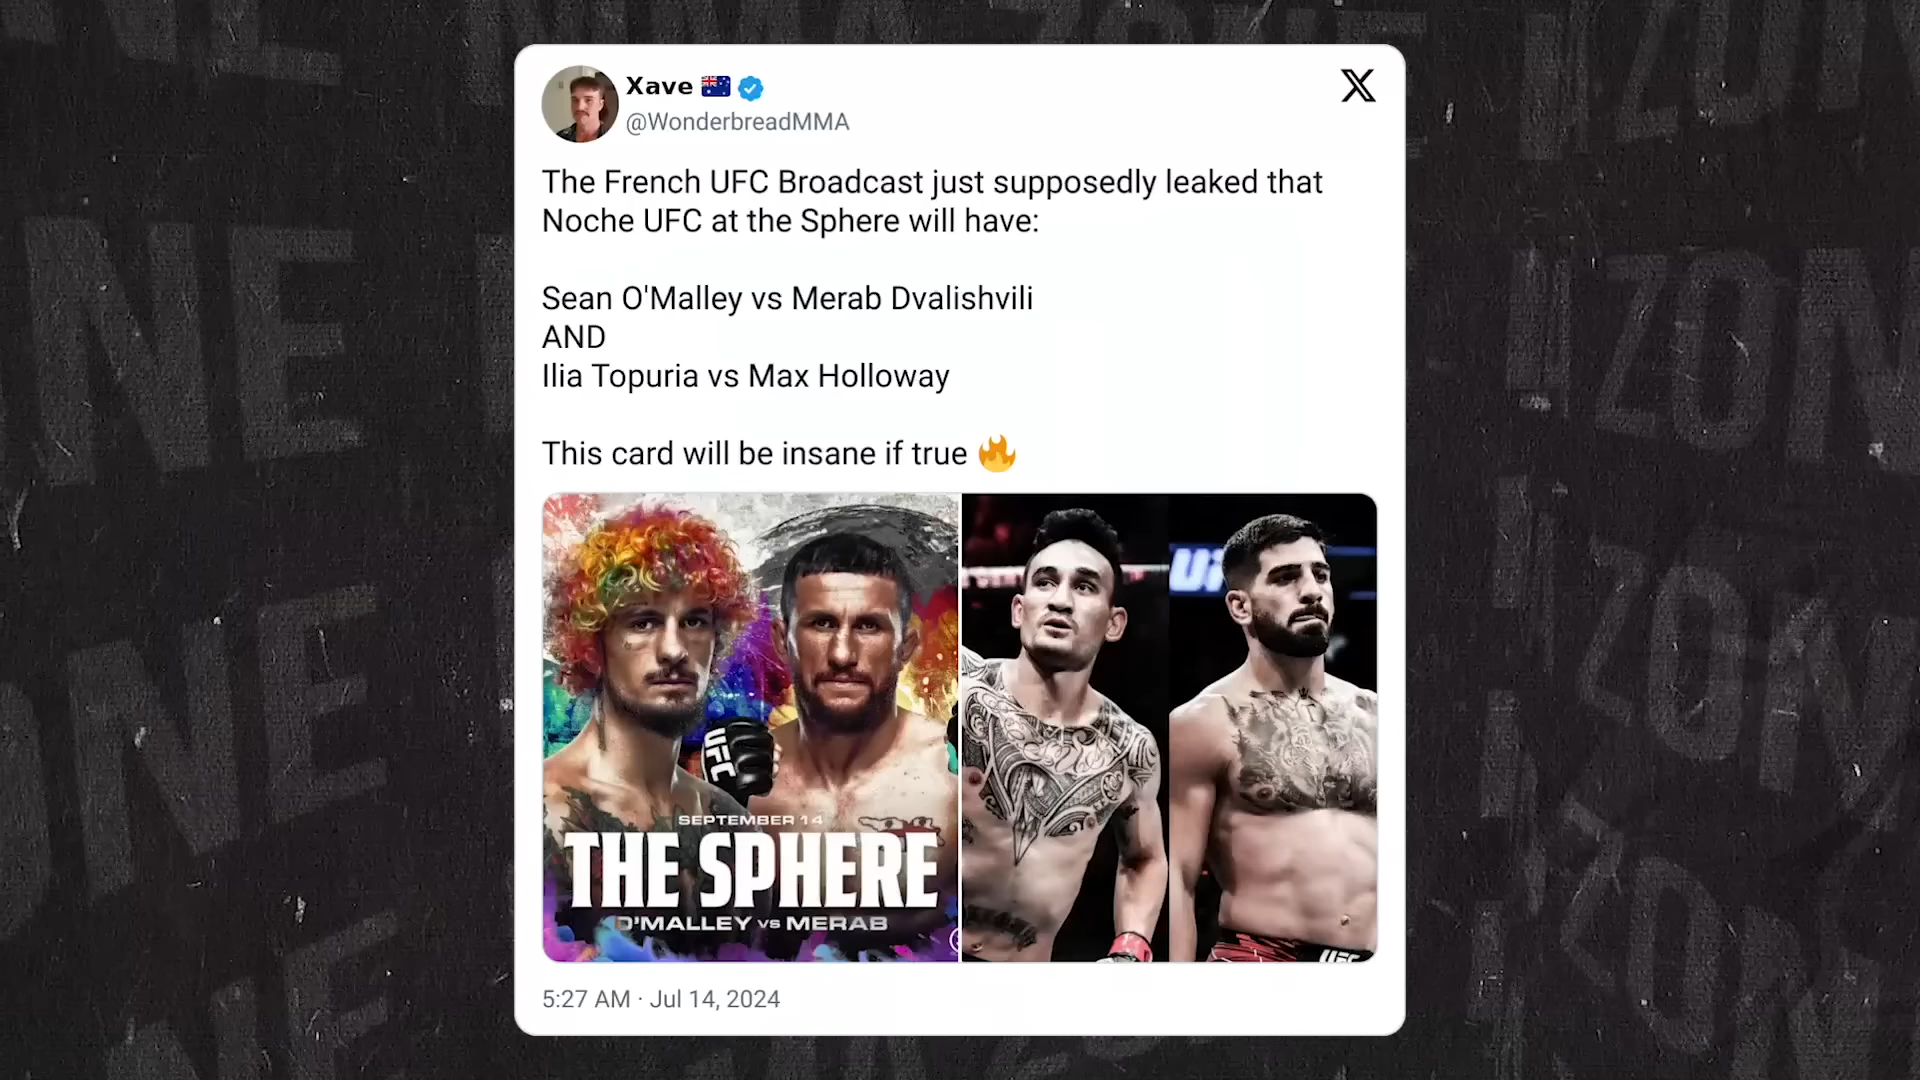 Xave 🇦🇺
@WonderbreadMMA
The French UFC Broadcast just supposedly leaked that
Noche UFC at the Sphere will have:
Sean O'Malley vs Merab Dvalishvili
AND
Ilia Topuria vs Max Holloway
This card will be insane if true 🔥
UFC
SEPTEMBER 14
THE SPHERE
O'MALLEY vs MERAB
UFC
5:27 AM · Jul 14, 2024